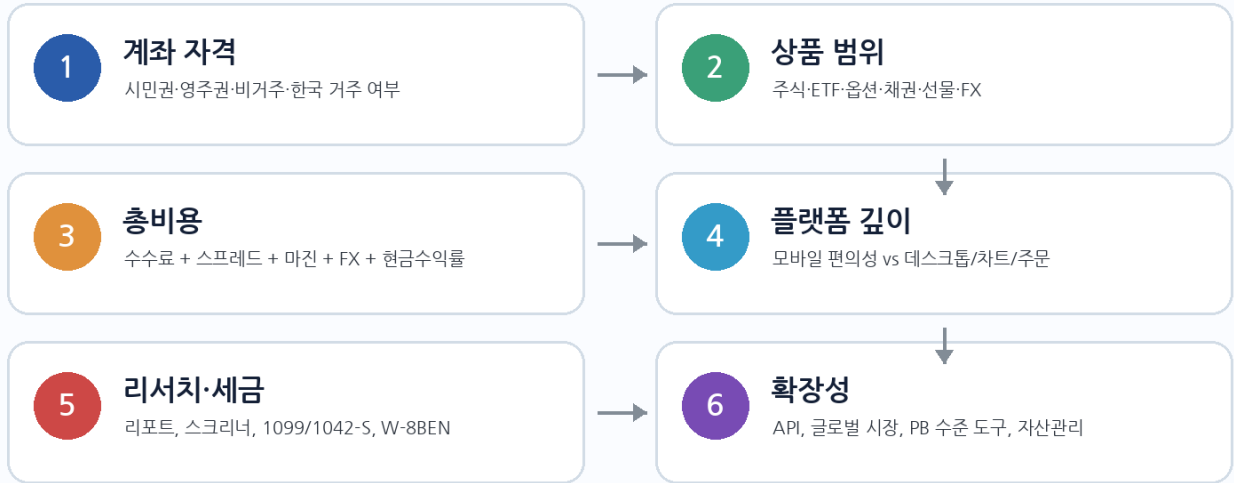 1
계좌 자격
시민권·영주권·비거주·한국 거주 여부
2
상품 범위
주식·ETF·옵션·채권·선물·FX
3
총비용
수수료 + 스프레드 + 마진 + FX + 현금수익률
4
플랫폼 깊이
모바일 편의성 vs 데스크톱/차트/주문
5
리서치·세금
리포트, 스크리너, 1099/1042-S, W-8BEN
6
확장성
API, 글로벌 시장, PB 수준 도구, 자산관리